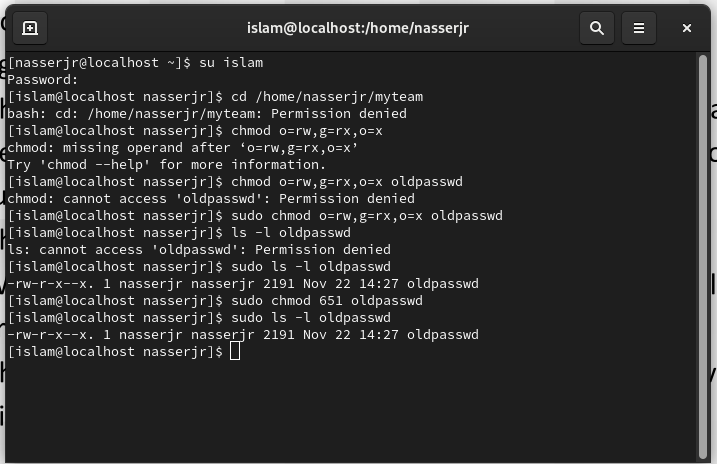 islam@localhost:/home/nasserjr
[nasserjr@localhost ~]$ su islam
Password:
[islam@localhost nasserjr]$ cd /home/nasserjr/myteam
bash: cd: /home/nasserjr/myteam: Permission denied
[islam@localhost nasserjr]$ chmod o=rw,g=rx,o=x
chmod: missing operand after ‘o=rw,g=rx,o=x’
Try 'chmod --help' for more information.
[islam@localhost nasserjr]$ chmod o=rw,g=rx,o=x oldpasswd
chmod: cannot access 'oldpasswd': Permission denied
[islam@localhost nasserjr]$ sudo chmod o=rw,g=rx,o=x oldpasswd
[islam@localhost nasserjr]$ ls -l oldpasswd
ls: cannot access 'oldpasswd': Permission denied
[islam@localhost nasserjr]$ sudo ls -l oldpasswd
-rw-r-x--x. 1 nasserjr nasserjr 2191 Nov 22 14:27 oldpasswd
[islam@localhost nasserjr]$ sudo chmod 651 oldpasswd
[islam@localhost nasserjr]$ sudo ls -l oldpasswd
-rw-r-x--x. 1 nasserjr nasserjr 2191 Nov 22 14:27 oldpasswd
[islam@localhost nasserjr]$